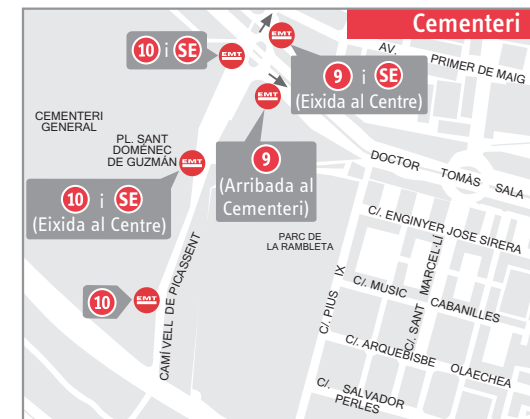 Cementeri
10 i SE
EMT
EMT
9 i SE
(Eixida al Centre)
AV. PRIMER DE MAIG
EMT
CEMENTERI
GENERAL
PL. SANT
DOMÈNEC
DE GUZMÁN
EMT
9
(Arribada al
Cementeri)
DOCTOR TOMÀS SALA
10 i SE
(Eixida al Centre)
C/. ENGINYER JOSE SIRERA
PARC DE
LA RAMBLETA
C/. SANT MARCEL·LÍ
C/. PIUS IX
C/. MUSIC CABANILLES
CAMÍ VELL DE PICASSENT
10
EMT
C/. ARQUEBISBE OLAECHEA
C/. SALVADOR
PERLES